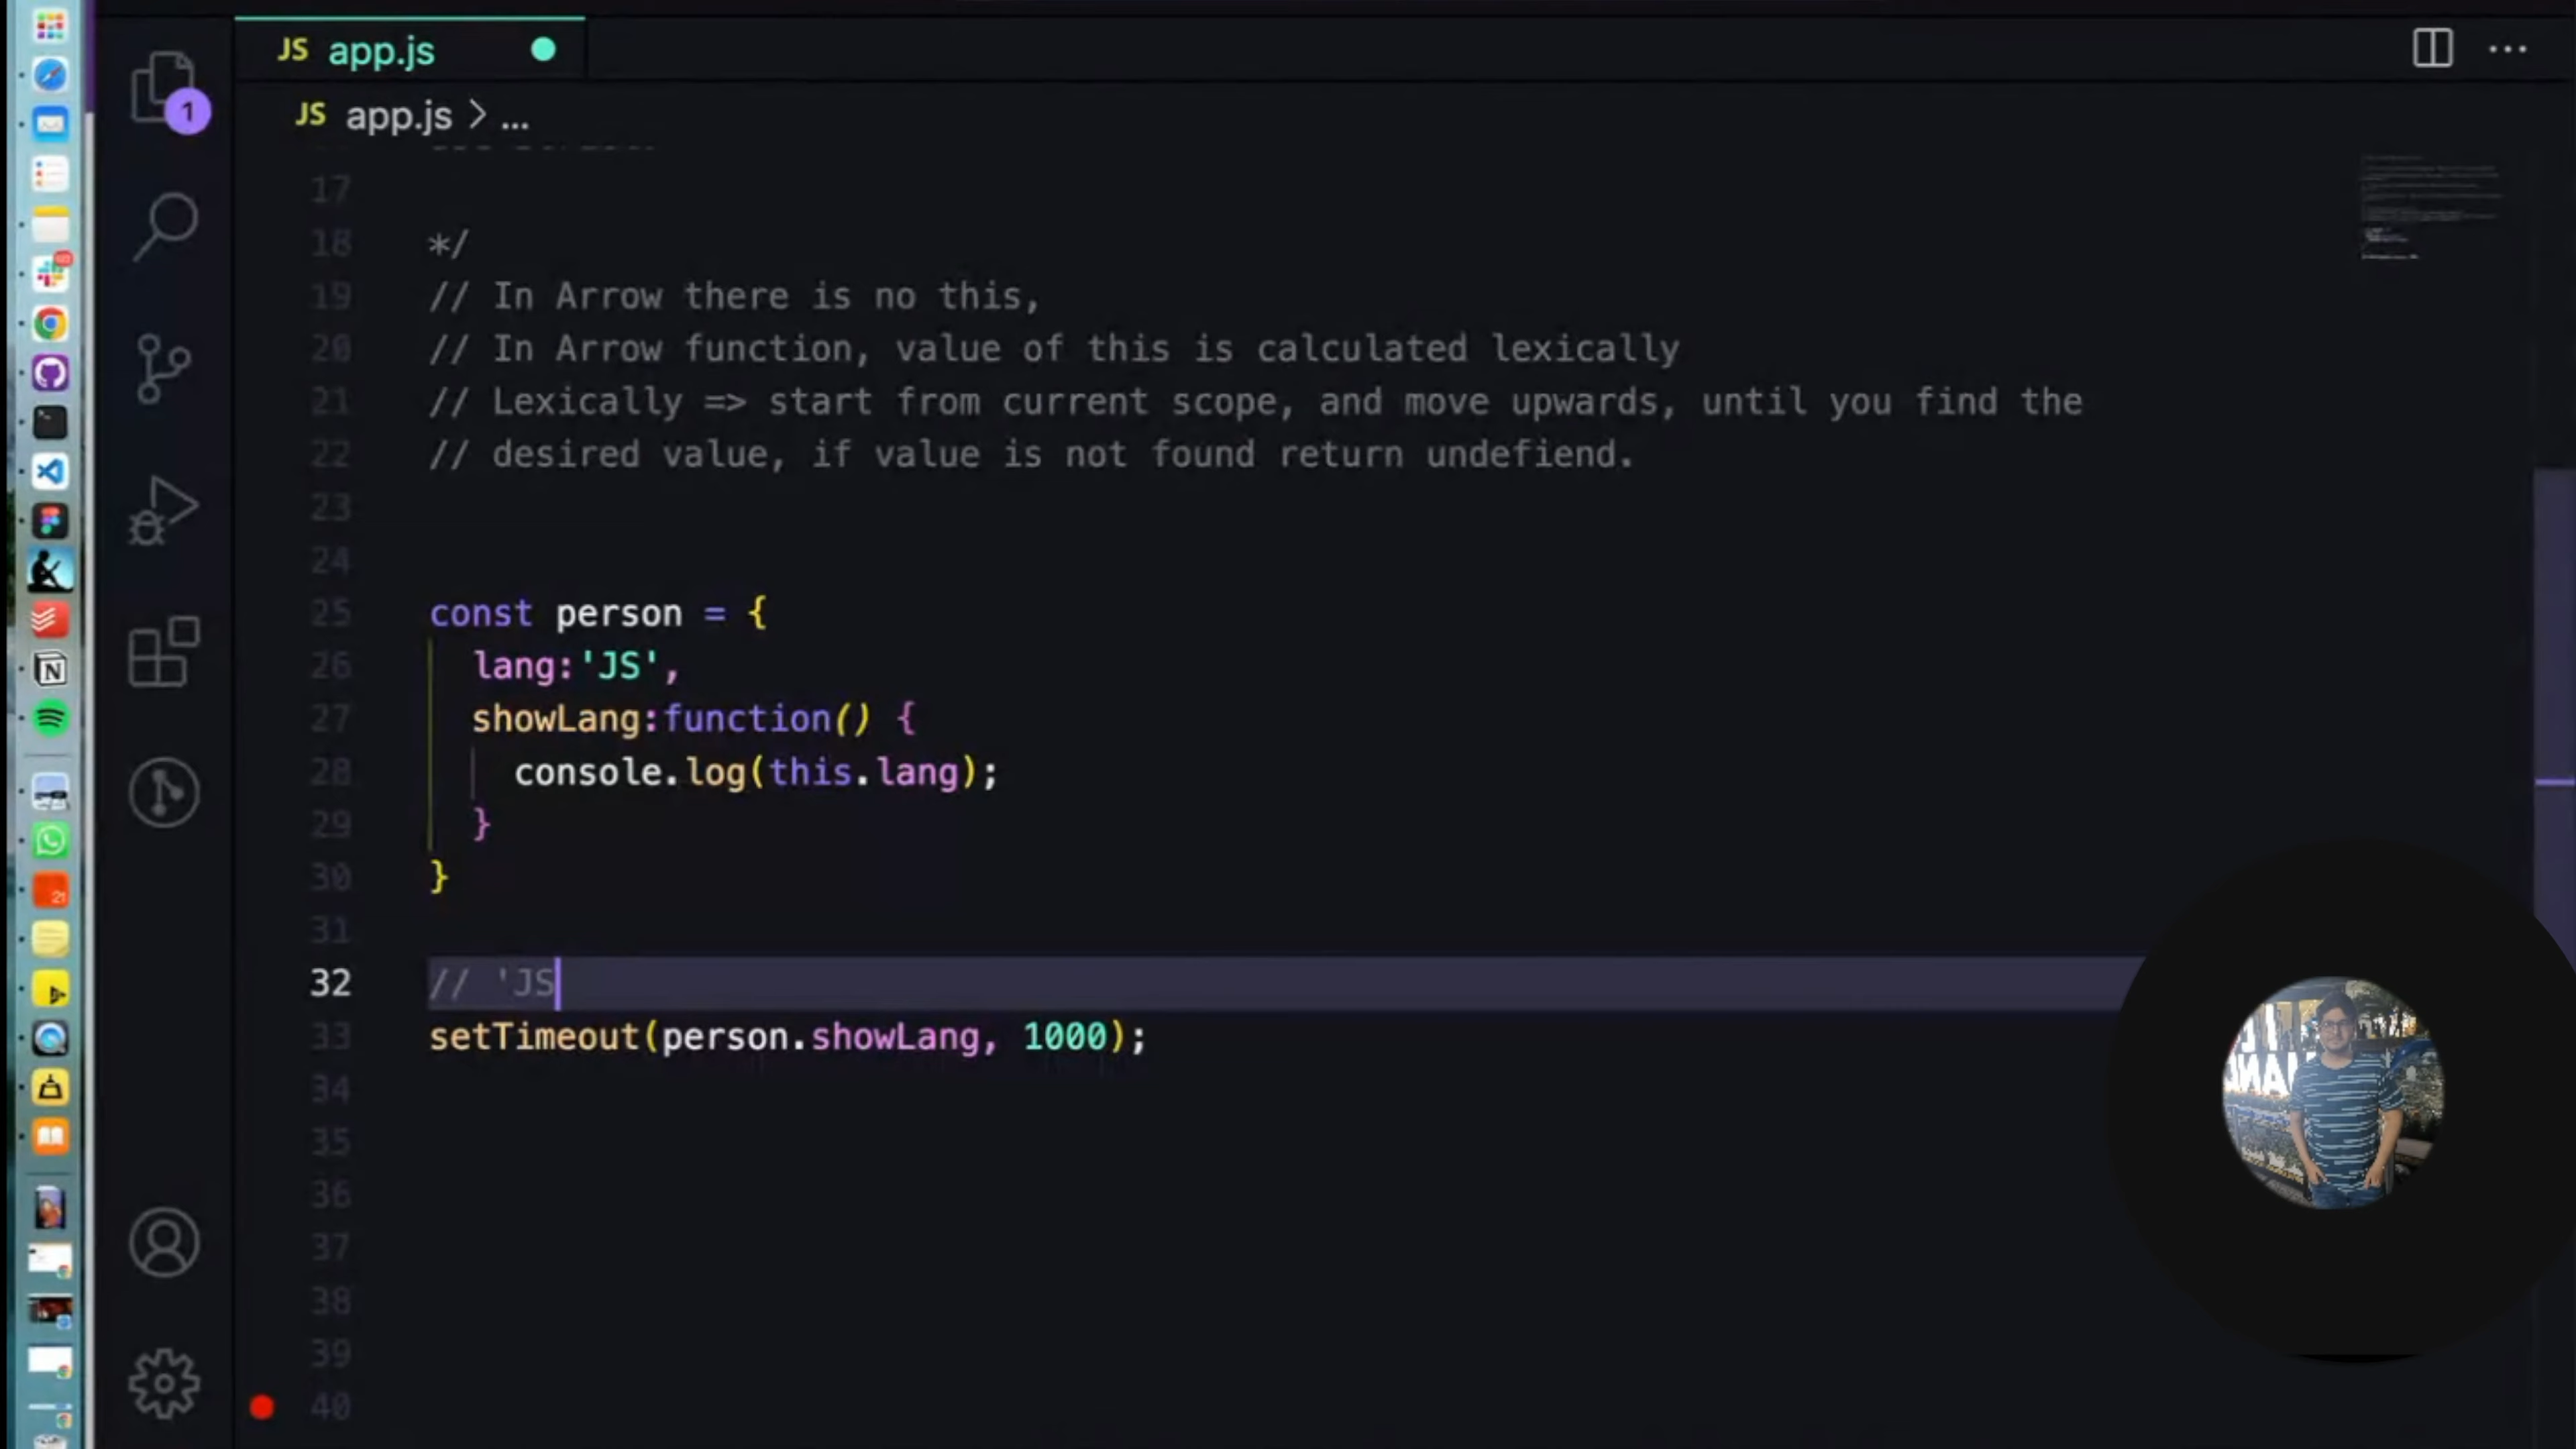 JS app.js
1
JS app.js > ...
17
18 */
19 // In Arrow there is no this,
20 // In Arrow function, value of this is calculated lexically
21 // Lexically => start from current scope, and move upwards, until you find the
22 // desired value, if value is not found return undefiend.
23
24
25 const person = {
26 lang:'JS',
27 showLang:function() {
28 console.log(this.lang);
29 }
30 }
31
32 // 'JS
33 setTimeout(person.showLang, 1000);
34
35
36
37
38
39
40
21